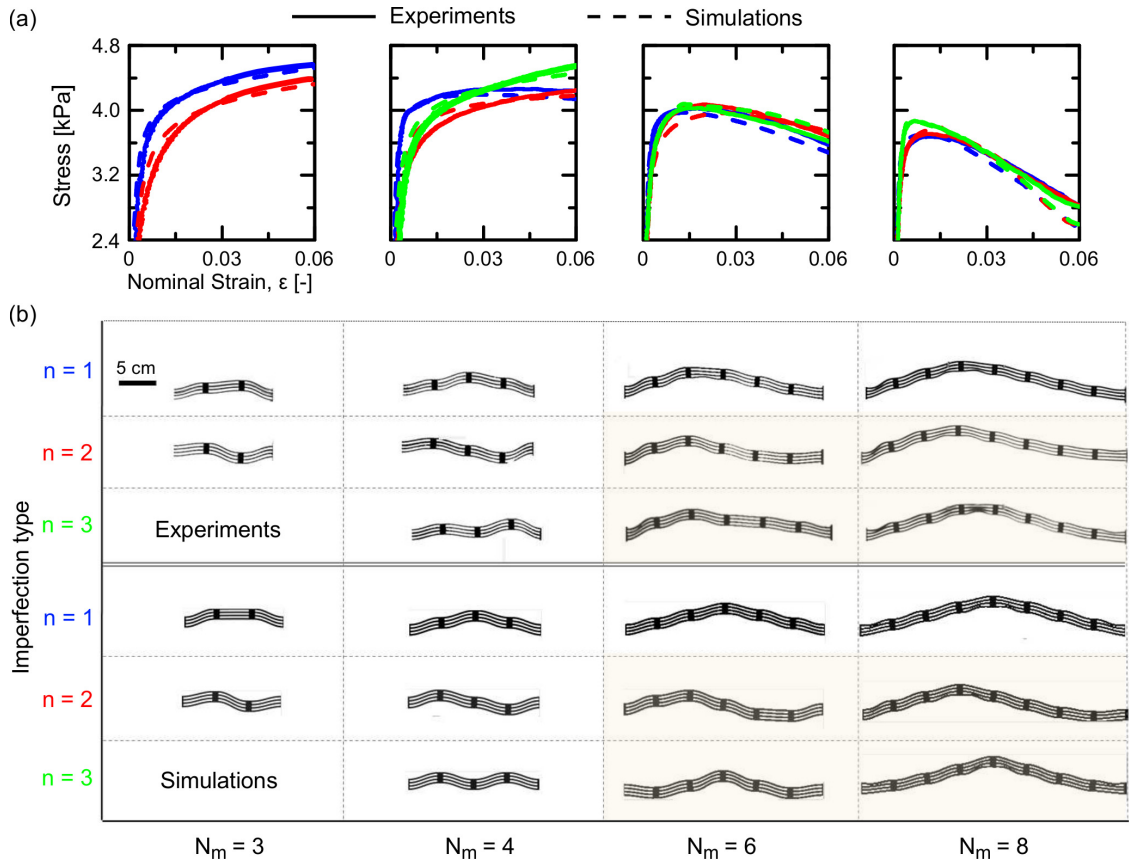 (a)
Experiments
Simulations
Stress [kPa]
4.8
4.0
3.2
2.4
0 0.03 0.06
0 0.03 0.06
0 0.03 0.06
0 0.03 0.06
Nominal Strain, ε [-]
(b)
Imperfection type
n = 1
5 cm
n = 2
n = 3
Experiments
n = 1
n = 2
n = 3
Simulations
Nm = 3
Nm = 4
Nm = 6
Nm = 8